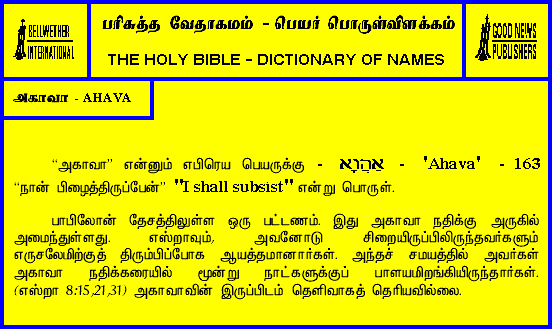 BELLWETHER
INTERNATIONAL
பரிசுத்த வேதாகமம் - பெயர் பொருள்விளக்கம்
THE HOLY BIBLE - DICTIONARY OF NAMES
GOOD NEWS
PUBLISHERS
அகாவா - AHAVA
“அகாவா” என்னும் எபிரெய பெயருக்கு - אַהֲוָא - 'Ahava' - 163
“நான் பிழைத்திருப்பேன்” "I shall subsist" என்று பொருள்.
பாபிலோன் தேசத்திலுள்ள ஒரு பட்டணம். இது அகாவா நதிக்கு அருகில்
அமைந்துள்ளது. எஸ்றாவும், அவனோடு சிறையிருப்பிலிருந்தவர்களும்
எருசலேமிற்குத் திரும்பிப்போக ஆயத்தமானார்கள். அந்தச் சமயத்தில் அவர்கள்
அகாவா நதிக்கரையில் மூன்று நாட்களுக்குப் பாளயமிறங்கியிருந்தார்கள்.
(எஸ்றா 8:15,21,31) அகாவாவின் இருப்பிடம் தெளிவாகத் தெரியவில்லை.